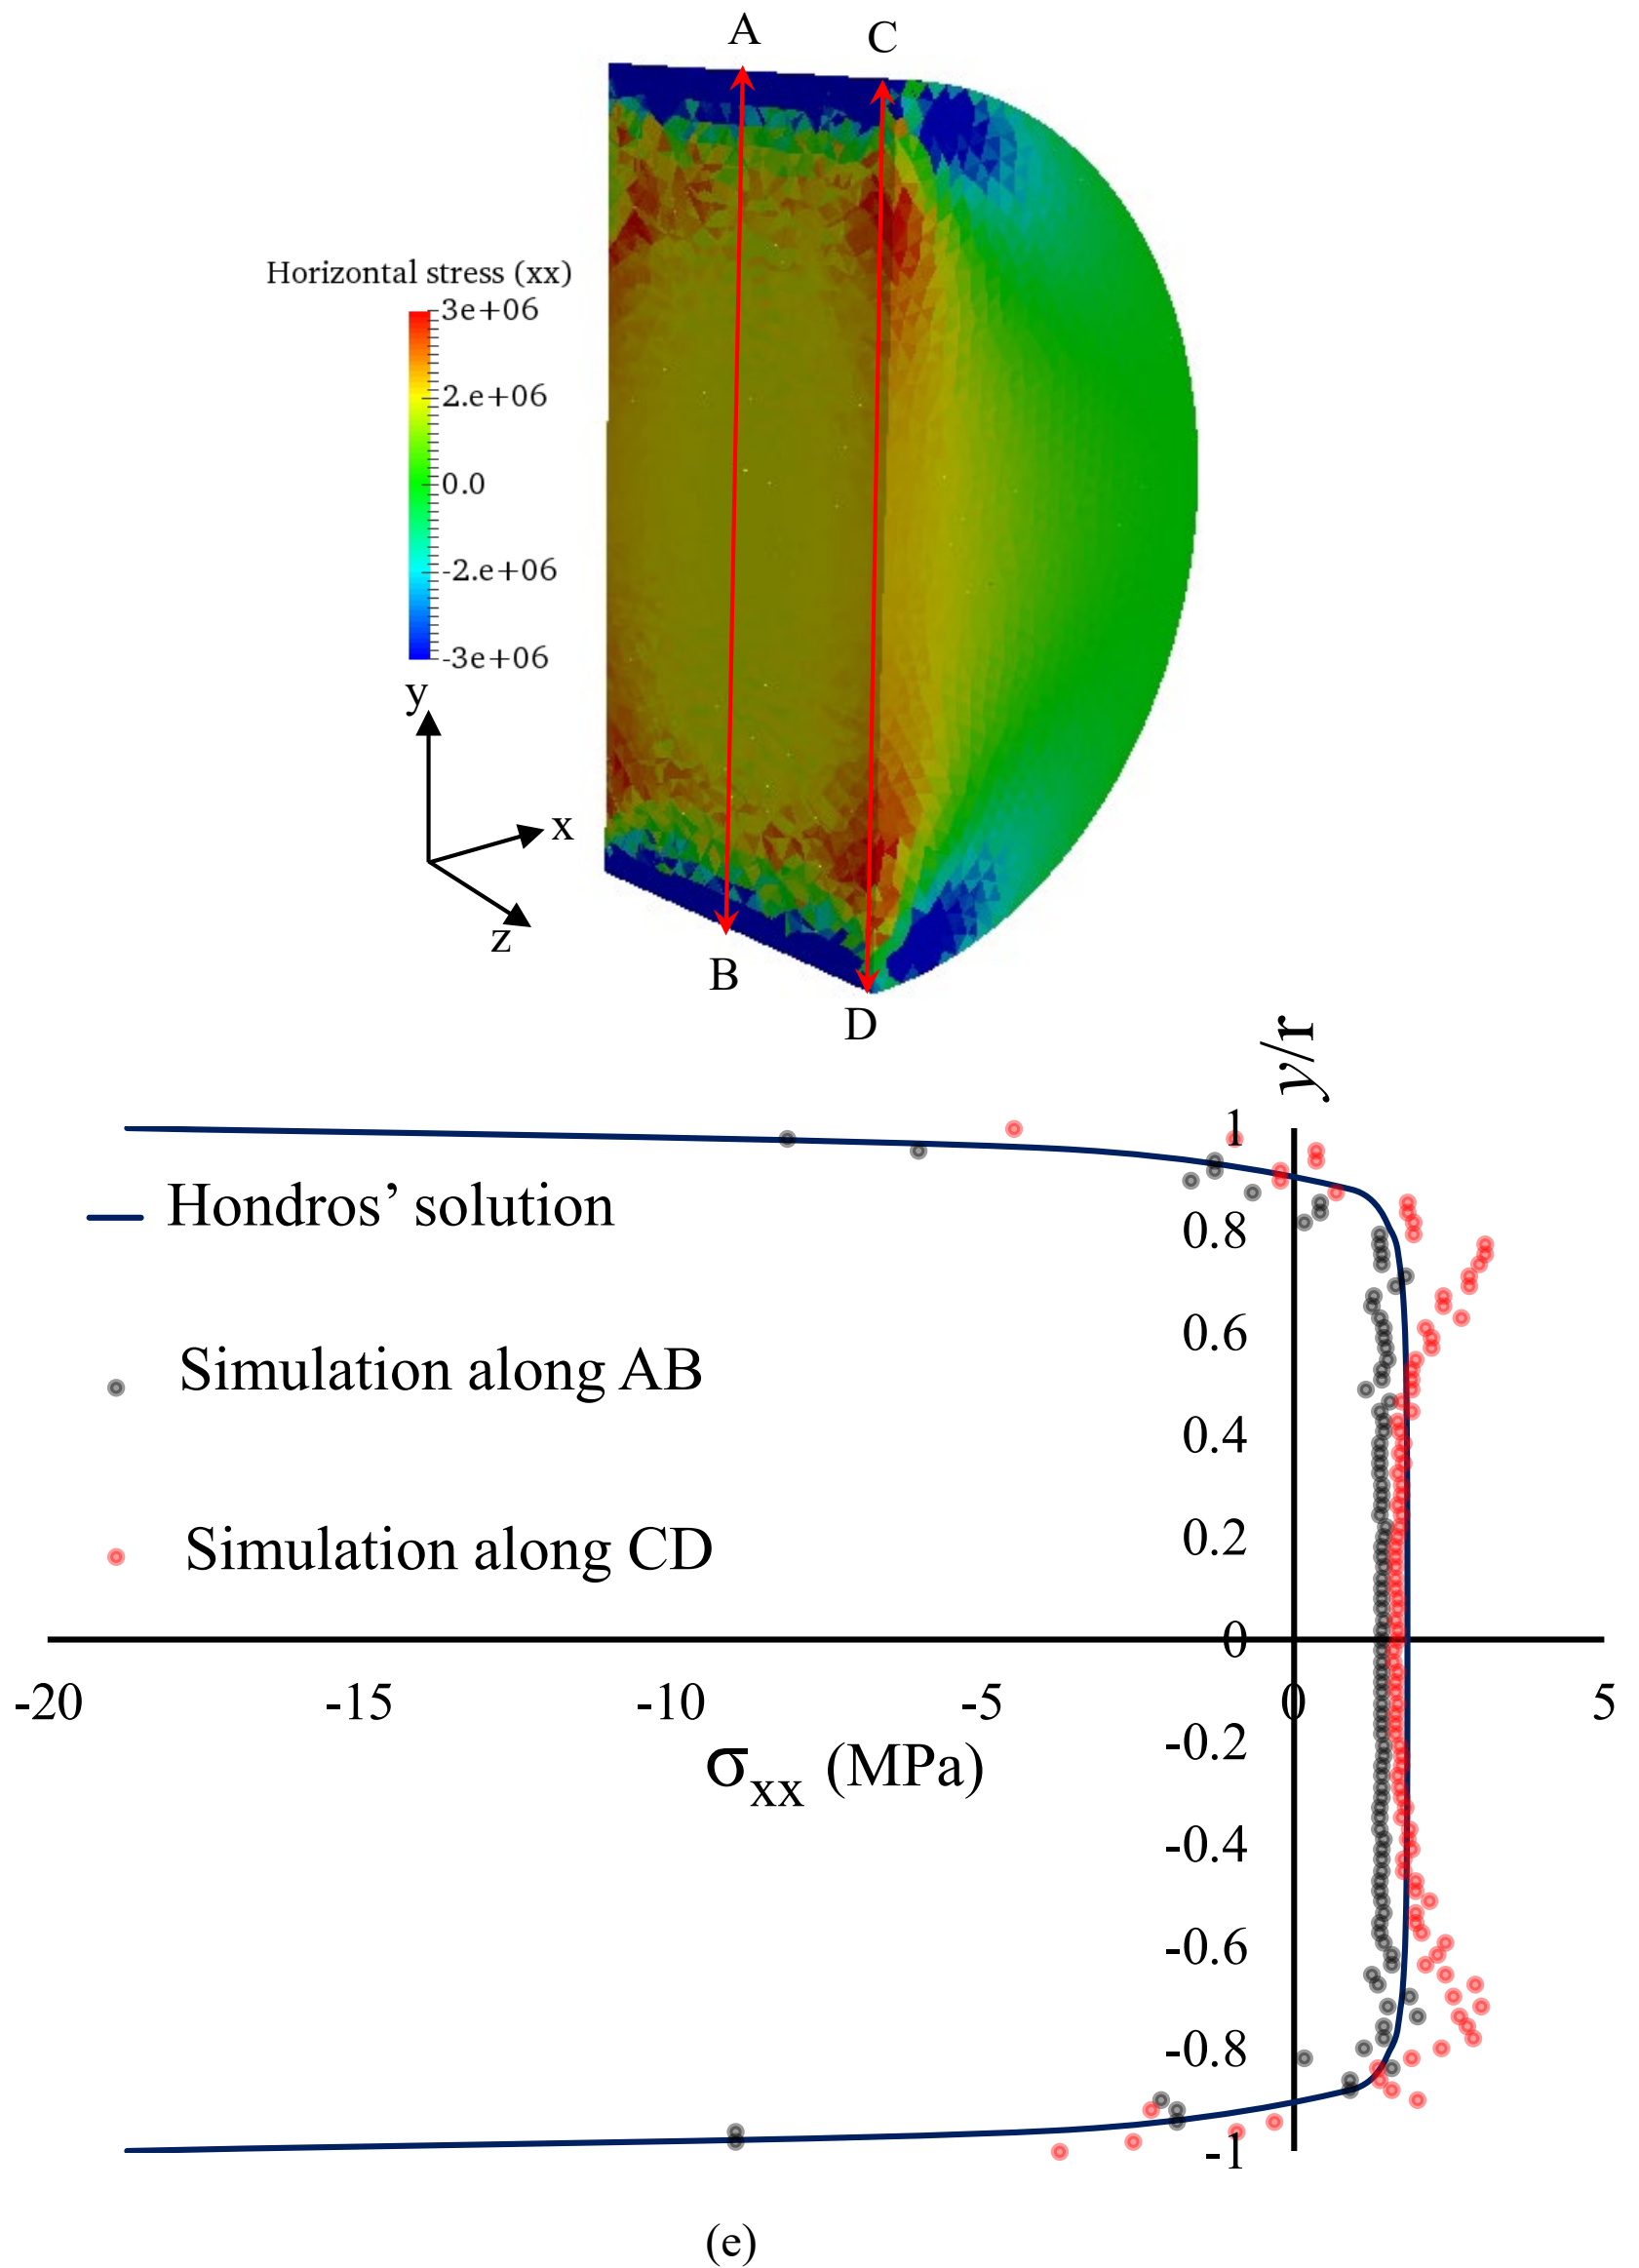 A
C
Horizontal stress (xx)
3e+06
2.e+06
0.0
-2.e+06
-3e+06
y
x
z
B
D
y/r
1
Hondros’ solution
0.8
0.6
Simulation along AB
0.4
0.2
Simulation along CD
0
-20 -15 -10 -5 0 5
-0.2
σxx (MPa)
-0.4
-0.6
-0.8
-1
(e)